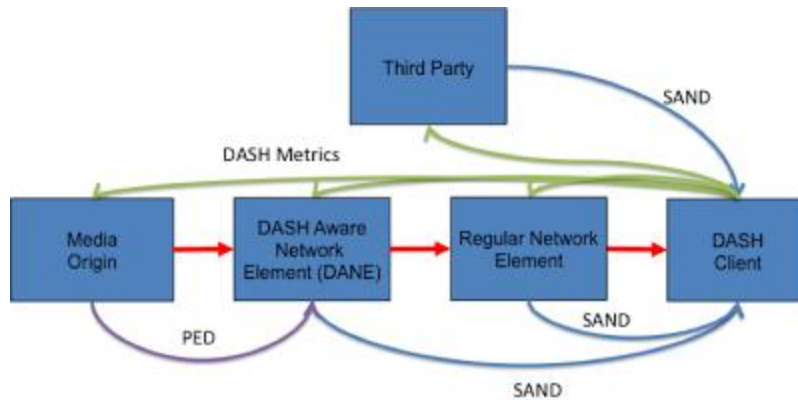 Third Party
SAND
DASH Metrics
Media
Origin
DASH Aware
Network
Element (DANE)
Regular Network
Element
DASH
Client
PED
SAND
SAND